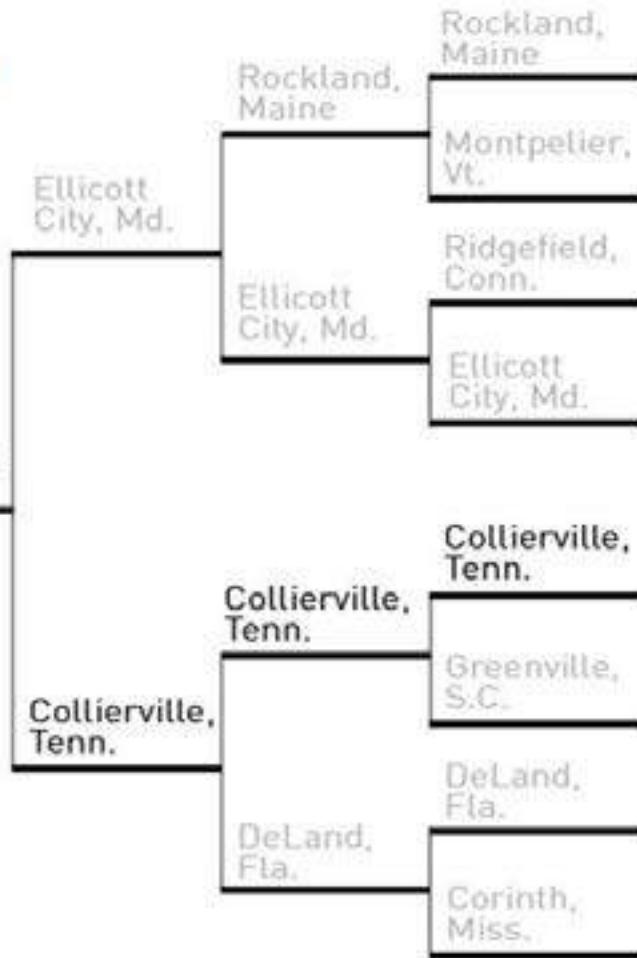 Rockland,
Maine
Montpelier,
Vt.
Ridgefield,
Conn.
Ellicott
City, Md.
Collierville,
Tenn.
Greenville,
S.C.
DeLand,
Fla.
Corinth,
Miss.
Rockland,
Maine
Ellicott
City, Md.
Collierville,
Tenn.
DeLand,
Fla.
Ellicott
City, Md.
Collierville,
Tenn.